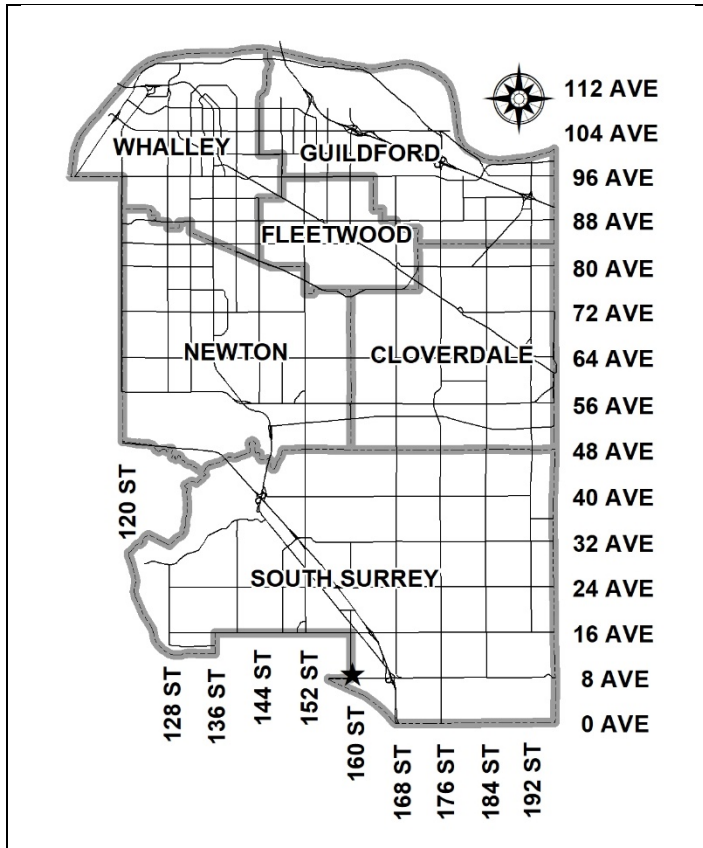 112 AVE
104 AVE
WHALLEY
GUILDFORD
96 AVE
88 AVE
FLEETWOOD
80 AVE
72 AVE
NEWTON
CLOVERDALE
64 AVE
56 AVE
48 AVE
120 ST
40 AVE
32 AVE
SOUTH SURREY
24 AVE
16 AVE
128 ST
136 ST
144 ST
152 ST
160 ST
8 AVE
0 AVE
168 ST
176 ST
184 ST
192 ST